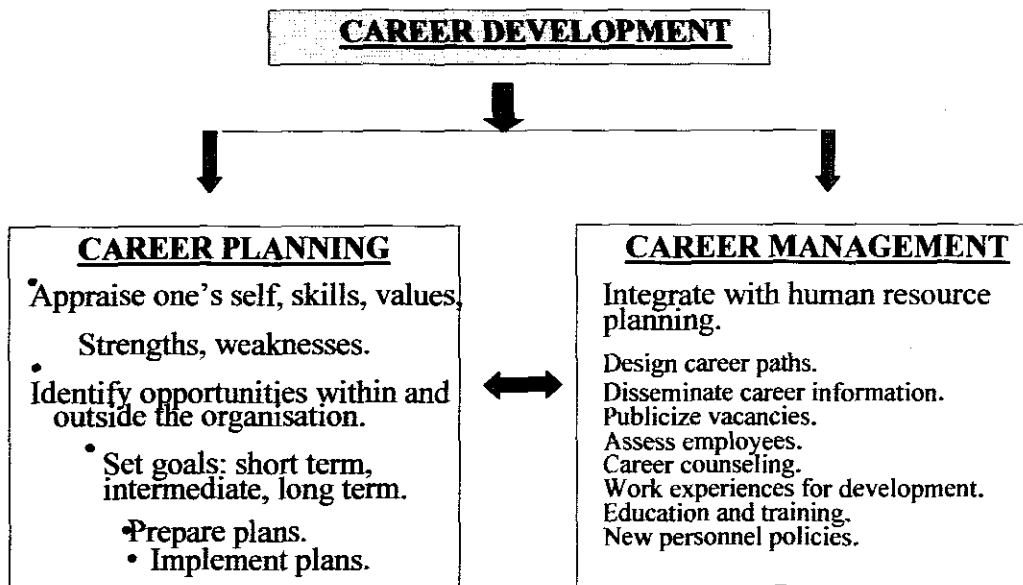 CAREER DEVELOPMENT
CAREER PLANNING
•Appraise one's self, skills, values,
Strengths, weaknesses.
•Identify opportunities within and
outside the organisation.
• Set goals: short term,
intermediate, long term.
•Prepare plans.
• Implement plans.
CAREER MANAGEMENT
Integrate with human resource
planning.
Design career paths.
Disseminate career information.
Publicize vacancies.
Assess employees.
Career counseling.
Work experiences for development.
Education and training.
New personnel policies.